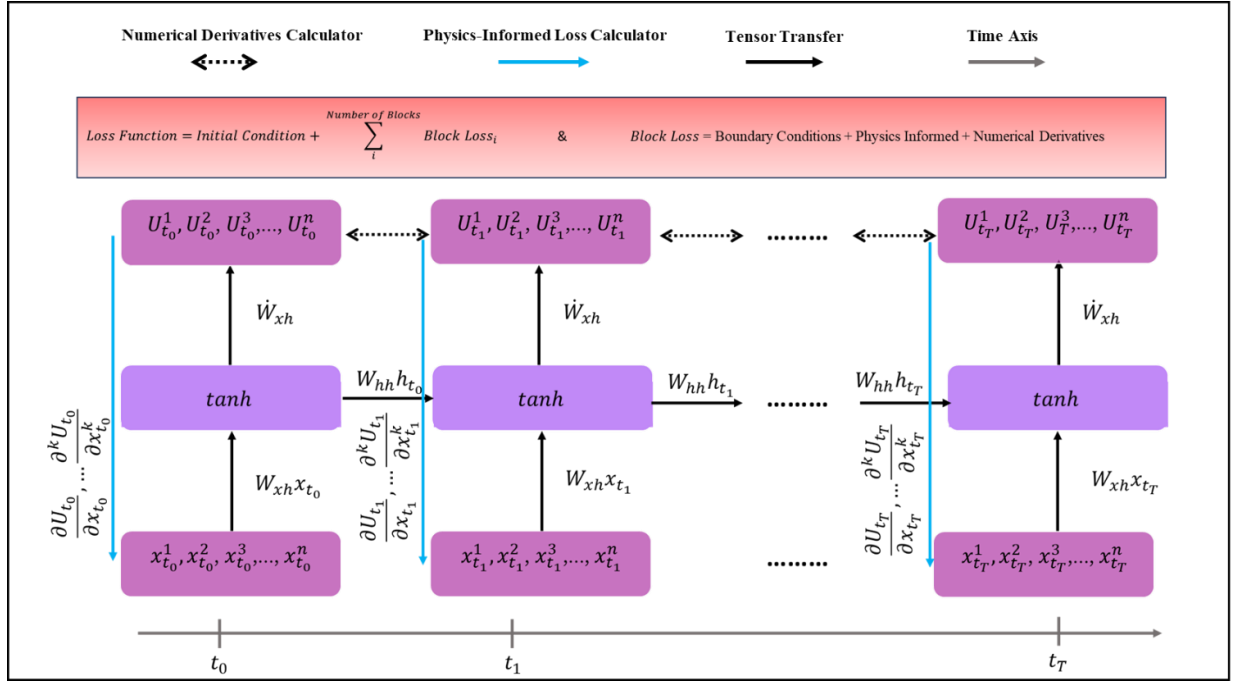 Numerical Derivatives Calculator
Physics-Informed Loss Calculator
Tensor Transfer
Time Axis
Loss Function = Initial Condition + \sum_{i}^{Number of Blocks} Block Loss_i & Block Loss = Boundary Conditions + Physics Informed + Numerical Derivatives
U_{t_0}^1, U_{t_0}^2, U_{t_0}^3,..., U_{t_0}^n
U_{t_1}^1, U_{t_1}^2, U_{t_1}^3,..., U_{t_1}^n
.........
U_{t_T}^1, U_{t_T}^2, U_T^3,..., U_{t_T}^n
Ẇ_{xh}
Ẇ_{xh}
Ẇ_{xh}
tanh
W_{hh}h_{t_0}
tanh
W_{hh}h_{t_1}
.........
W_{hh}h_{t_T}
tanh
∂U_{t_0}/∂x_{t_0}, ... ∂^kU_{t_0}/∂x_{t_0}^k
∂U_{t_1}/∂x_{t_1}, ... ∂^kU_{t_1}/∂x_{t_1}^k
∂U_{t_T}/∂x_{t_T}, ... ∂^kU_{t_T}/∂x_{t_T}^k
W_{xh}x_{t_0}
W_{xh}x_{t_1}
W_{xh}x_{t_T}
x_{t_0}^1, x_{t_0}^2, x_{t_0}^3,..., x_{t_0}^n
x_{t_1}^1, x_{t_1}^2, x_{t_1}^3,..., x_{t_1}^n
.........
x_{t_T}^1, x_{t_T}^2, x_{t_T}^3,..., x_{t_T}^n
t_0
t_1
t_T